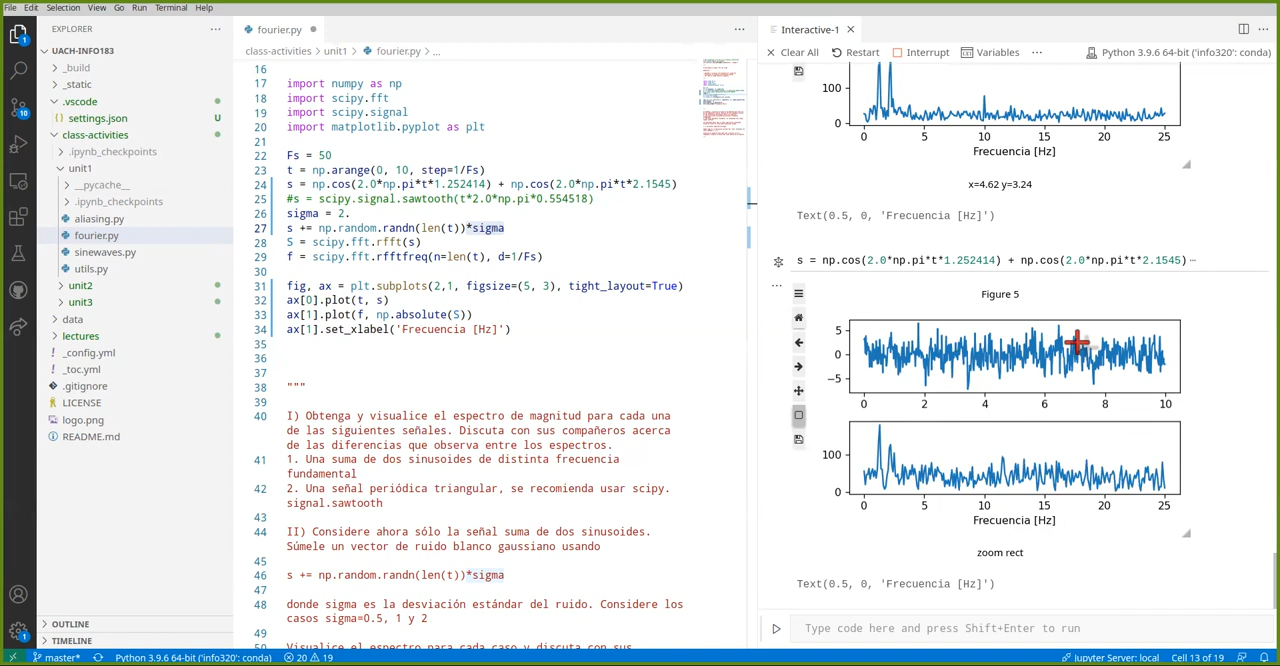 File Edit Selection View Go Run Terminal Help
EXPLORER ···
UACH-INFO183
_build
_static
.vscode
settings.json U
class-activities
.ipynb_checkpoints
unit1
__pycache__
.ipynb_checkpoints
aliasing.py
fourier.py
sinewaves.py
utils.py
unit2
unit3
data
lectures
_config.yml
_toc.yml
.gitignore
LICENSE
logo.png
README.md
OUTLINE
TIMELINE
1
10
1
fourier.py
class-activities > unit1 > fourier.py > ...
16
17 import numpy as np
18 import scipy.fft
19 import scipy.signal
20 import matplotlib.pyplot as plt
21
22 Fs = 50
23 t = np.arange(0, 10, step=1/Fs)
24 s = np.cos(2.0*np.pi*t*1.252414) + np.cos(2.0*np.pi*t*2.1545)
25 #s = scipy.signal.sawtooth(t*2.0*np.pi*0.554518)
26 sigma = 2.
27 s += np.random.randn(len(t))*sigma
28 S = scipy.fft.rfft(s)
29 f = scipy.fft.rfftfreq(n=len(t), d=1/Fs)
30
31 fig, ax = plt.subplots(2,1, figsize=(5, 3), tight_layout=True)
32 ax[0].plot(t, s)
33 ax[1].plot(f, np.absolute(S))
34 ax[1].set_xlabel('Frecuencia [Hz]')
35
36
37
38 """
39
40 I) Obtenga y visualice el espectro de magnitud para cada una
de las siguientes señales. Discuta con sus compañeros acerca
de las diferencias que observa entre los espectros.
41 1. Una suma de dos sinusoides de distinta frecuencia
fundamental
42 2. Una señal periódica triangular, se recomienda usar scipy.
signal.sawtooth
43
44 II) Considere ahora sólo la señal suma de dos sinusoides.
Súmele un vector de ruido blanco gaussiano usando
45
46 s += np.random.randn(len(t))*sigma
47
48 donde sigma es la desviación estándar del ruido. Considere los
casos sigma=0.5, 1 y 2
49
50 Visualice el espectro para cada caso y discuta con sus
Interactive-1
Clear All Restart Interrupt Variables ··· Python 3.9.6 64-bit ('info320': conda)
100
0
0 5 10 15 20 25
Frecuencia [Hz]
x=4.62 y=3.24
Text(0.5, 0, 'Frecuencia [Hz]')
s = np.cos(2.0*np.pi*t*1.252414) + np.cos(2.0*np.pi*t*2.1545)···
Figure 5
5
0
−5
0 2 4 6 8 10
100
0
0 5 10 15 20 25
Frecuencia [Hz]
zoom rect
Text(0.5, 0, 'Frecuencia [Hz]')
Type code here and press Shift+Enter to run
master* Python 3.9.6 64-bit ('info320': conda) 20 19 Jupyter Server: local Cell 13 of 19